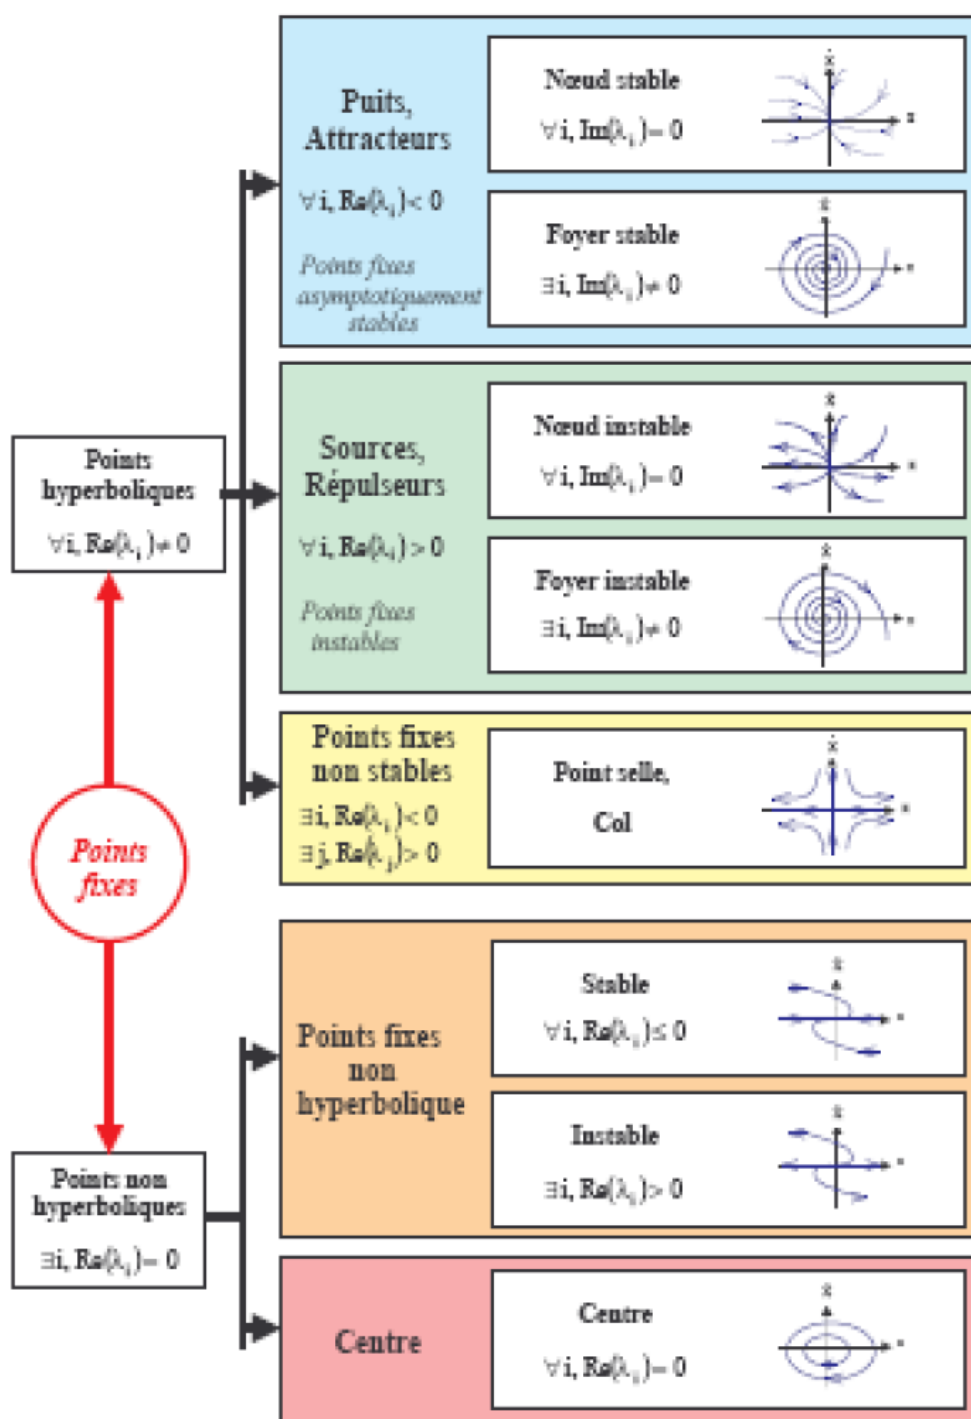 Puits,
Attracteurs
∀i, Re(λi) < 0
Points fixes
asymptotiquement
stables
Nœud stable
∀i, Im(λi) = 0
Foyer stable
∃i, Im(λi) ≠ 0
Points
hyperboliques
∀i, Re(λi) ≠ 0
Sources,
Répulseurs
∀i, Re(λi) > 0
Points fixes
instables
Nœud instable
∀i, Im(λi) = 0
Foyer instable
∃i, Im(λi) ≠ 0
Points fixes
non stables
∃i, Re(λi) < 0
∃j, Re(λj) > 0
Point selle,
Col
Points
fixes
Points fixes
non
hyperbolique
Stable
∀i, Re(λi) ≤ 0
Instable
∃i, Re(λi) > 0
Points non
hyperboliques
∃i, Re(λi) = 0
Centre
Centre
∀i, Re(λi) = 0